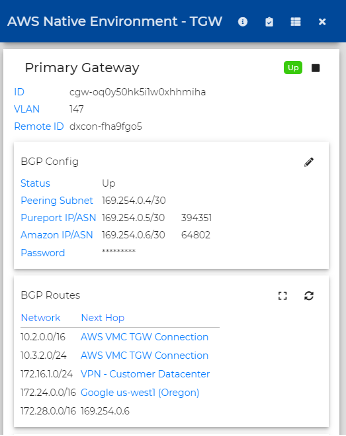 AWS Native Environment - TGW
Primary Gateway Up
ID cgw-oq0y50hk5i1w0xhhmiha
VLAN 147
Remote ID dxcon-fha9fgo5
BGP Config
Status Up
Peering Subnet 169.254.0.4/30
Pureport IP/ASN 169.254.0.5/30 394351
Amazon IP/ASN 169.254.0.6/30 64802
Password *********
BGP Routes
Network Next Hop
10.2.0.0/16 AWS VMC TGW Connection
10.3.2.0/24 AWS VMC TGW Connection
172.16.1.0/24 VPN - Customer Datacenter
172.24.0.0/16 Google us-west1 (Oregon)
172.28.0.0/16 169.254.0.6